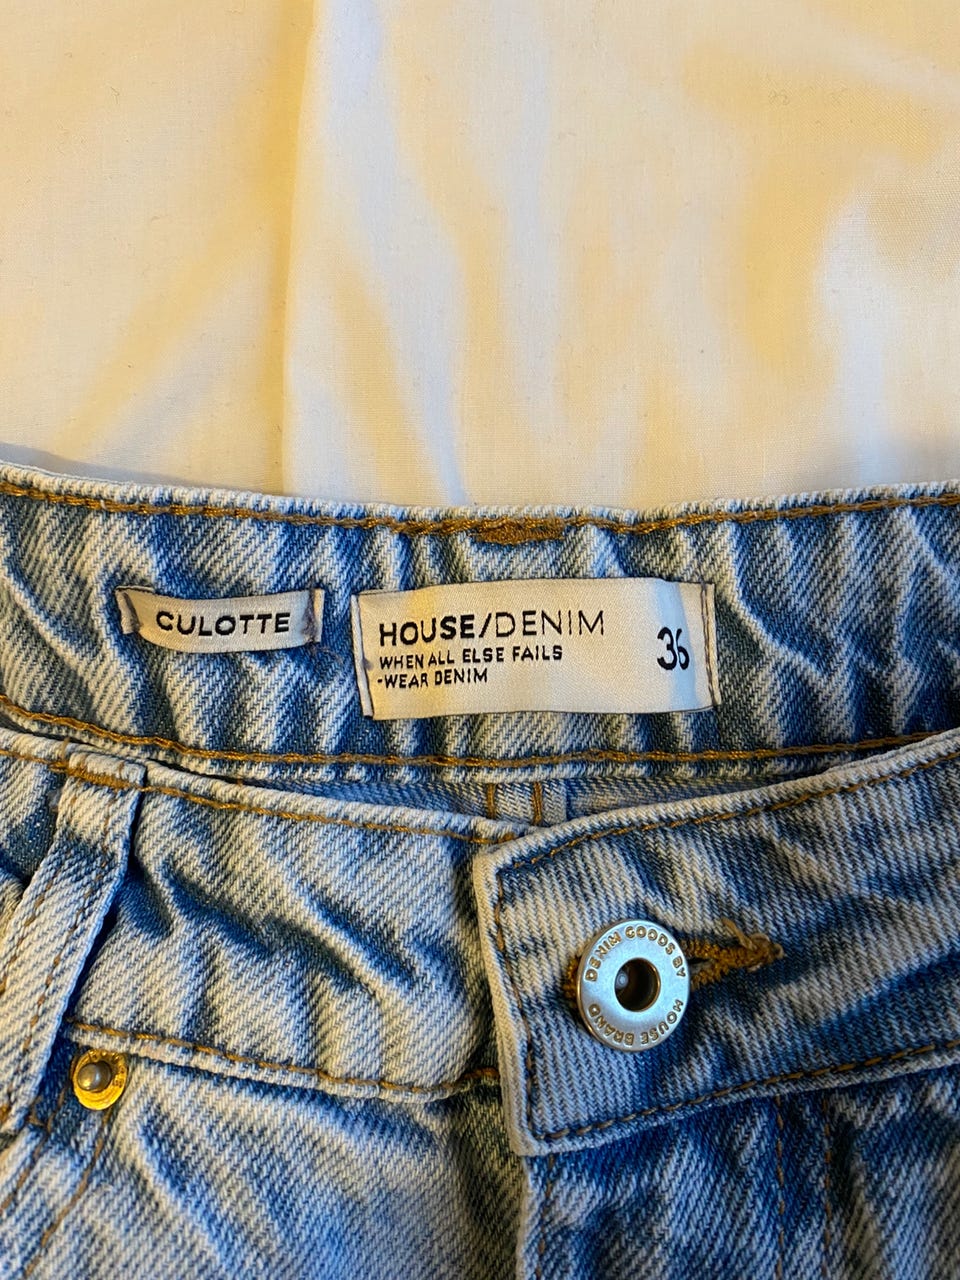 CULOTTE
HOUSE/DENIM
WHEN ALL ELSE FAILS
-WEAR DENIM
36
DENIM GOODS BY HOUSE BRAND